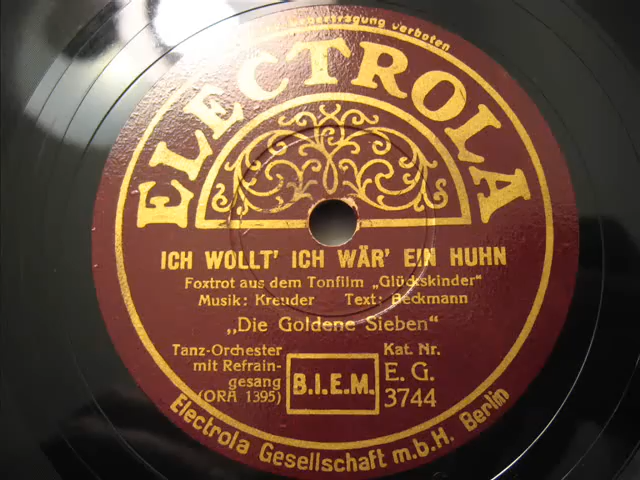 übertragung verboten
ELECTROLA
ICH WOLLT' ICH WÄR' EIN HUHN
Foxtrot aus dem Tonfilm „Glückskinder“
Musik: Kreuder Text: Beckmann
„Die Goldene Sieben“
Tanz-Orchester
mit Refrain-
gesang
(ORA 1395)
B.I.E.M.
Kat. Nr.
E. G.
3744
Electrola Gesellschaft m.b.H. Berlin